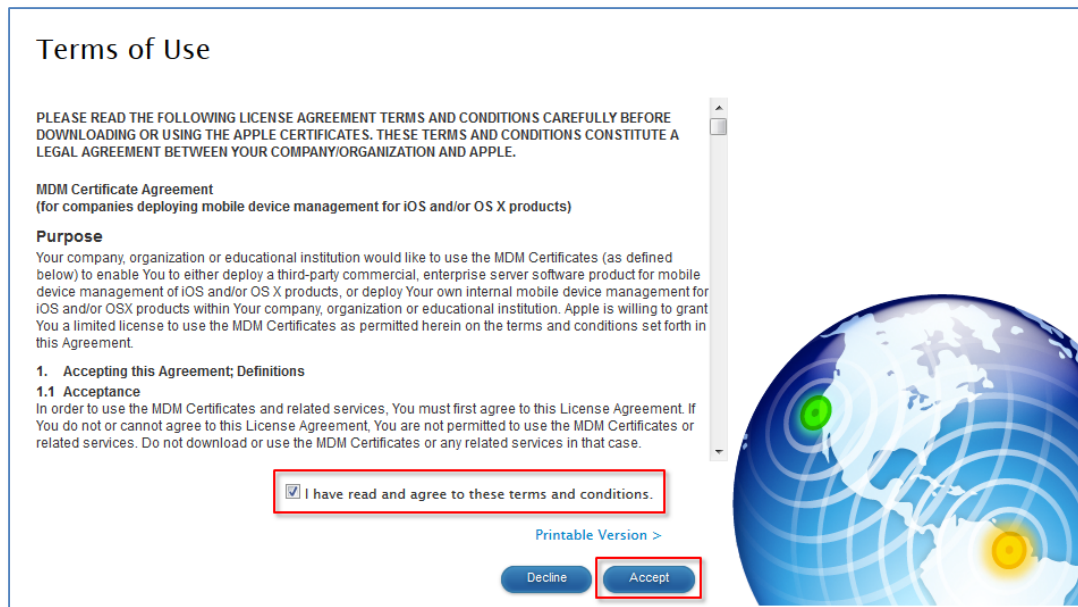 Terms of Use
PLEASE READ THE FOLLOWING LICENSE AGREEMENT TERMS AND CONDITIONS CAREFULLY BEFORE
DOWNLOADING OR USING THE APPLE CERTIFICATES. THESE TERMS AND CONDITIONS CONSTITUTE A
LEGAL AGREEMENT BETWEEN YOUR COMPANY/ORGANIZATION AND APPLE.
MDM Certificate Agreement
(for companies deploying mobile device management for iOS and/or OS X products)
Purpose
Your company, organization or educational institution would like to use the MDM Certificates (as defined
below) to enable You to either deploy a third-party commercial, enterprise server software product for mobile
device management of iOS and/or OS X products, or deploy Your own internal mobile device management for
iOS and/or OSX products within Your company, organization or educational institution. Apple is willing to grant
You a limited license to use the MDM Certificates as permitted herein on the terms and conditions set forth in
this Agreement.
1. Accepting this Agreement; Definitions
1.1 Acceptance
In order to use the MDM Certificates and related services, You must first agree to this License Agreement. If
You do not or cannot agree to this License Agreement, You are not permitted to use the MDM Certificates or
related services. Do not download or use the MDM Certificates or any related services in that case.
I have read and agree to these terms and conditions.
Printable Version >
Decline Accept